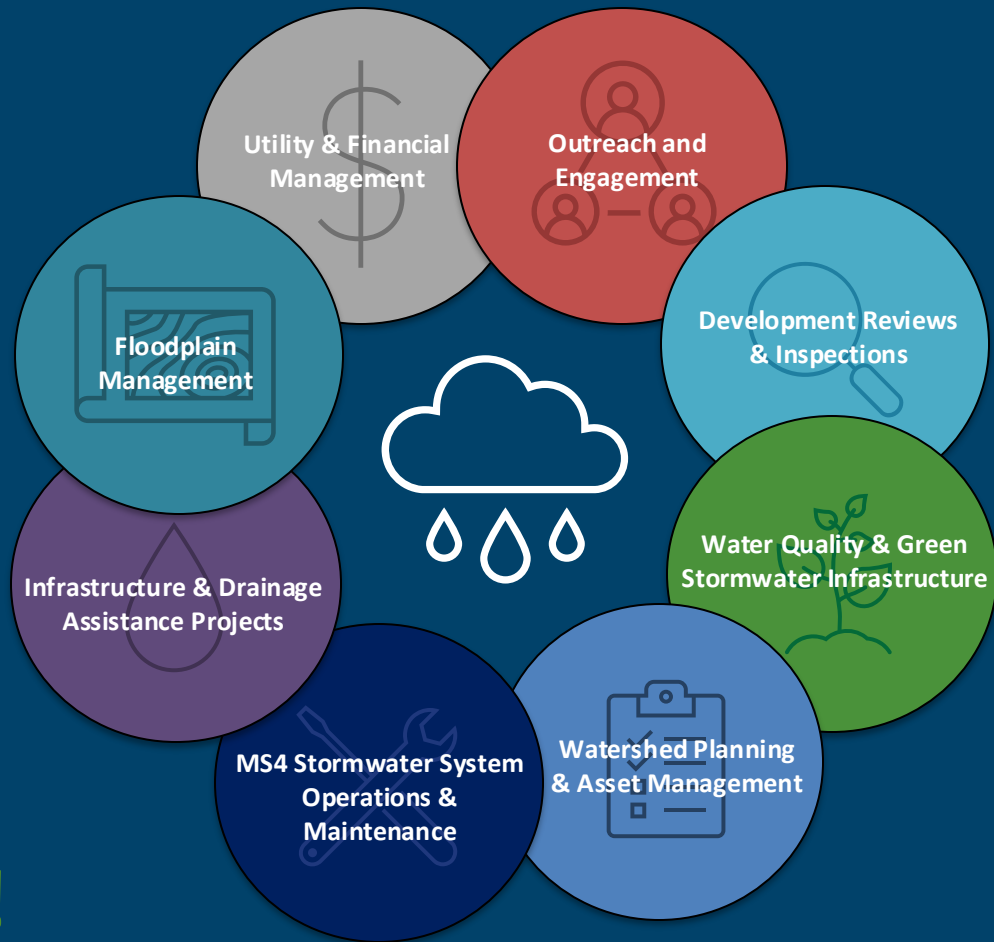 Utility & Financial
Management
Outreach and
Engagement
Development Reviews
& Inspections
Water Quality & Green
Stormwater Infrastructure
Watershed Planning
& Asset Management
MS4 Stormwater System
Operations &
Maintenance
Infrastructure & Drainage
Assistance Projects
Floodplain
Management